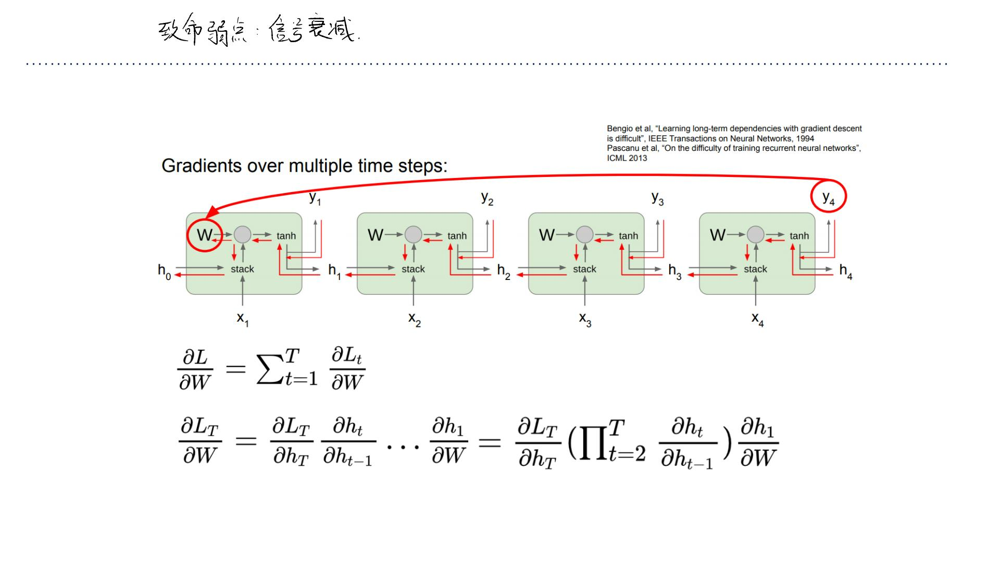 致命弱点：信号衰减.
Bengio et al, “Learning long-term dependencies with gradient descent
is difficult”, IEEE Transactions on Neural Networks, 1994
Pascanu et al, “On the difficulty of training recurrent neural networks”,
ICML 2013
Gradients over multiple time steps:
y₁ y₂ y₃ y₄
W tanh W tanh W tanh W tanh
h₀ stack h₁ stack h₂ stack h₃ stack h₄
x₁ x₂ x₃ x₄
∂L/∂W = ∑_{t=1}^{T} ∂L_t/∂W
∂L_T/∂W = ∂L_T/∂h_T ∂h_t/∂h_{t−1} ⋯ ∂h₁/∂W = ∂L_T/∂h_T (∏_{t=2}^{T} ∂h_t/∂h_{t−1}) ∂h₁/∂W